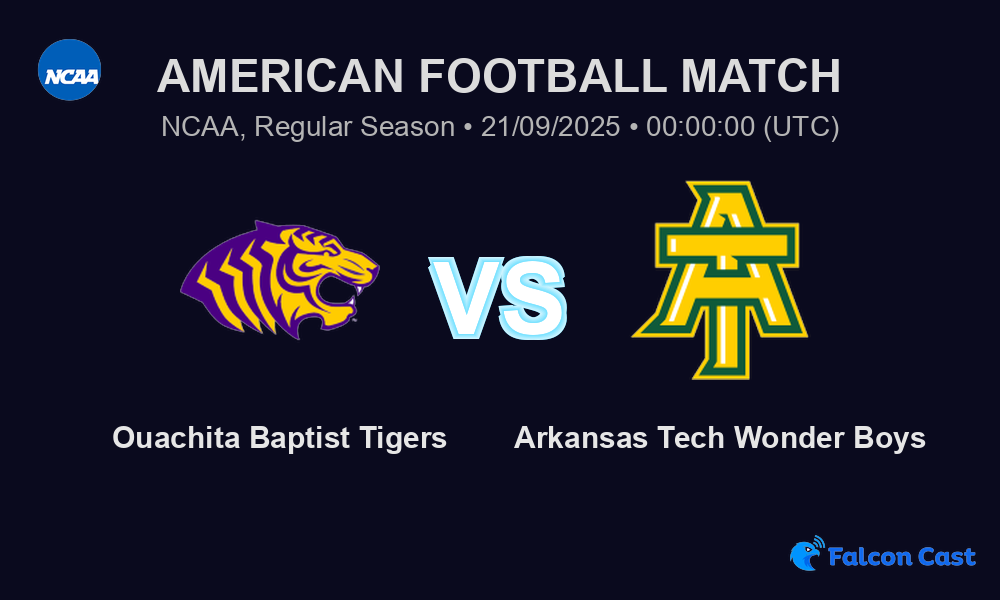 NCAA
AMERICAN FOOTBALL MATCH
NCAA, Regular Season • 21/09/2025 • 00:00:00 (UTC)
VS
AT
Ouachita Baptist Tigers
Arkansas Tech Wonder Boys
Falcon Cast